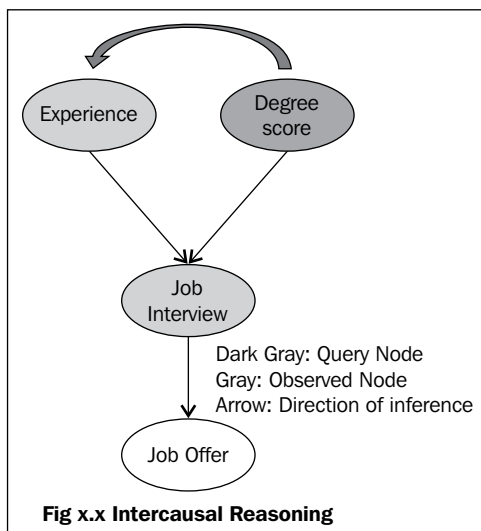 Experience
Degree
score
Job
Interview
Dark Gray: Query Node
Gray: Observed Node
Arrow: Direction of inference
Job Offer
Fig x.x Intercausal Reasoning